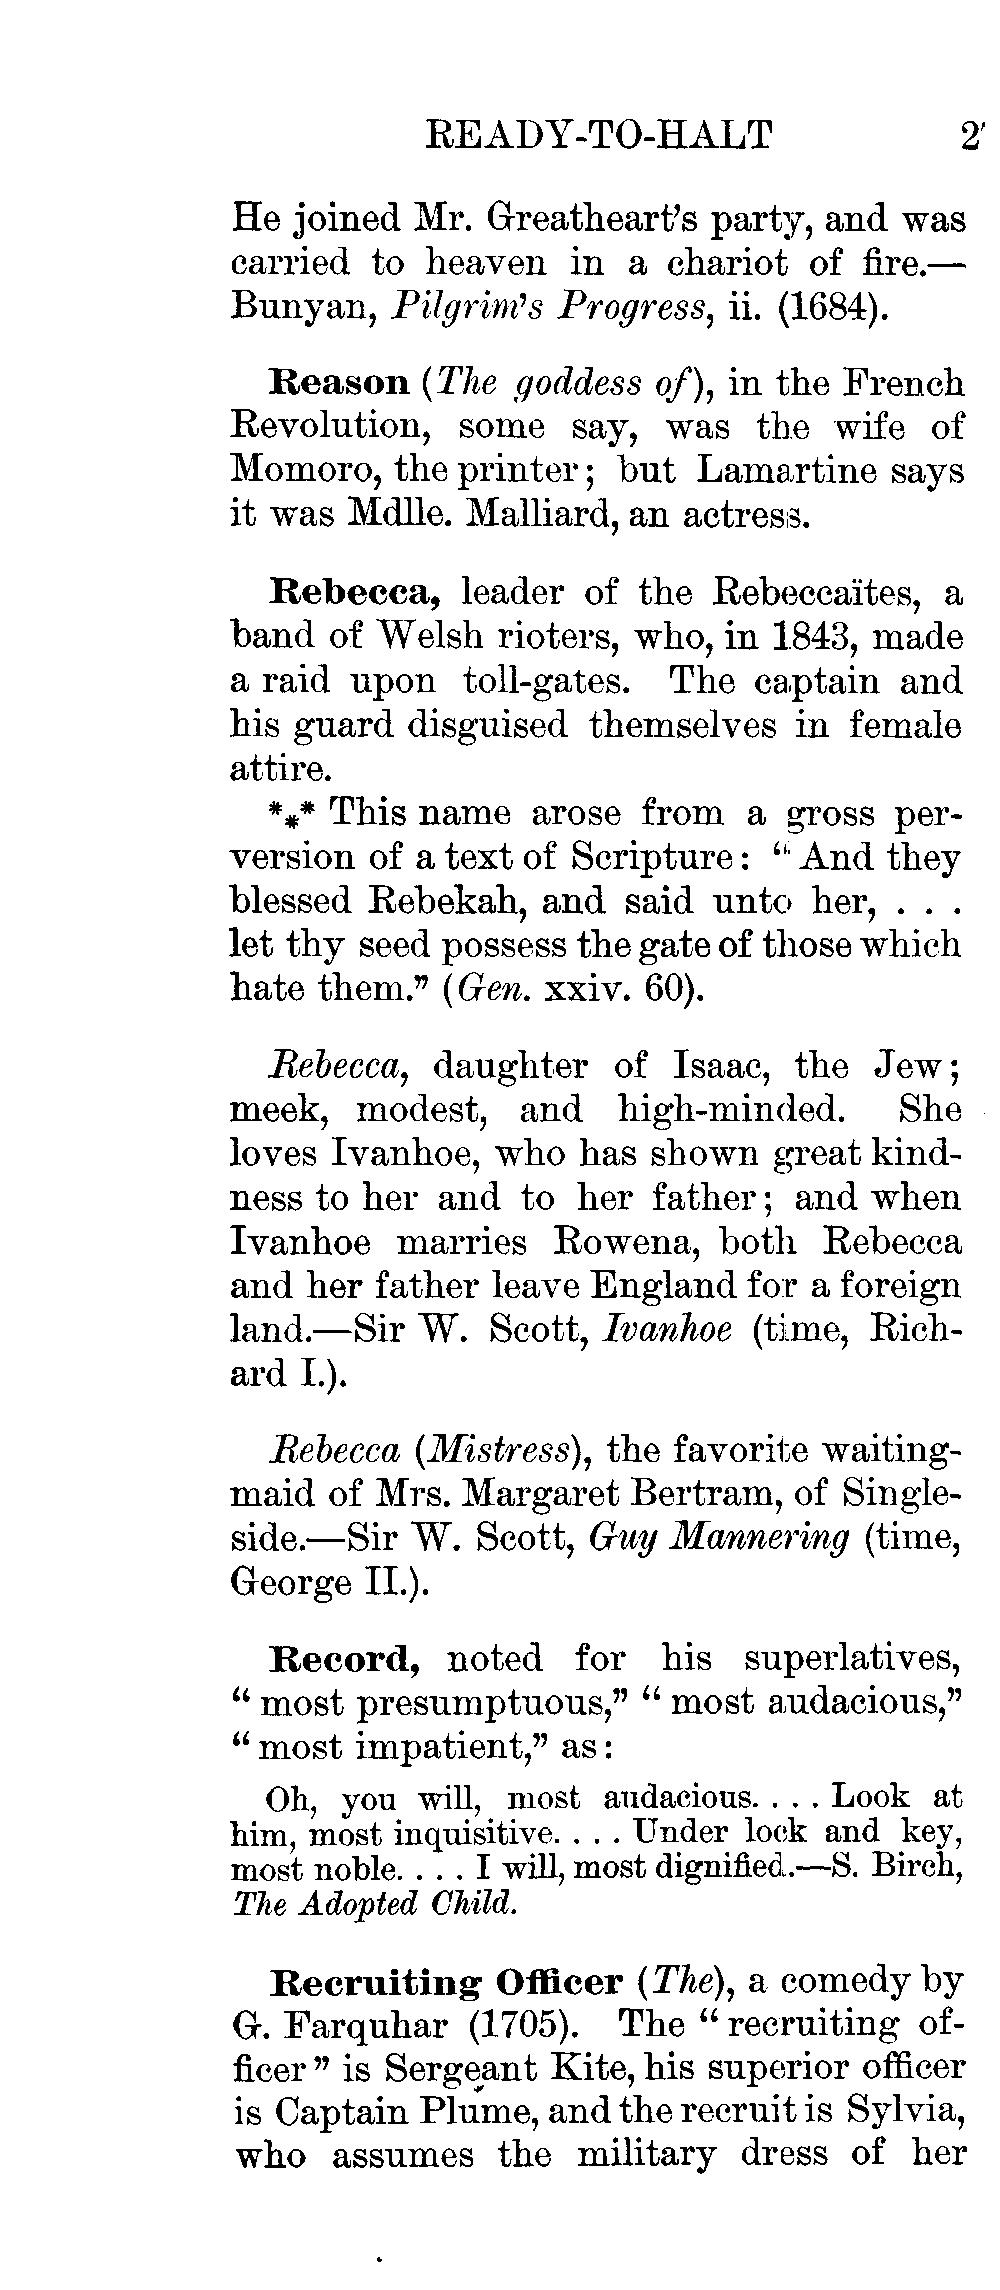 READY-TO-HALT 2
He joined Mr. Greatheart's party, and was
carried to heaven in a chariot of fire.—
Bunyan, Pilgrim's Progress, ii. (1684).
Reason (The goddess of), in the French
Revolution, some say, was the wife of
Momoro, the printer; but Lamartine says
it was Mdlle. Malliard, an actress.
Rebecca, leader of the Rebeccaïtes, a
band of Welsh rioters, who, in 1843, made
a raid upon toll-gates. The captain and
his guard disguised themselves in female
attire.
*⁎* This name arose from a gross per-
version of a text of Scripture: “And they
blessed Rebekah, and said unto her, . . .
let thy seed possess the gate of those which
hate them.” (Gen. xxiv. 60).
Rebecca, daughter of Isaac, the Jew;
meek, modest, and high-minded. She
loves Ivanhoe, who has shown great kind-
ness to her and to her father; and when
Ivanhoe marries Rowena, both Rebecca
and her father leave England for a foreign
land.—Sir W. Scott, Ivanhoe (time, Rich-
ard I.).
Rebecca (Mistress), the favorite waiting-
maid of Mrs. Margaret Bertram, of Single-
side.—Sir W. Scott, Guy Mannering (time,
George II.).
Record, noted for his superlatives,
“most presumptuous,” “most audacious,”
“most impatient,” as:
Oh, you will, most audacious. . . . Look at
him, most inquisitive. . . . Under lock and key,
most noble. . . . I will, most dignified.—S. Birch,
The Adopted Child.
Recruiting Officer (The), a comedy by
G. Farquhar (1705). The “recruiting of-
ficer” is Sergeant Kite, his superior officer
is Captain Plume, and the recruit is Sylvia,
who assumes the military dress of her